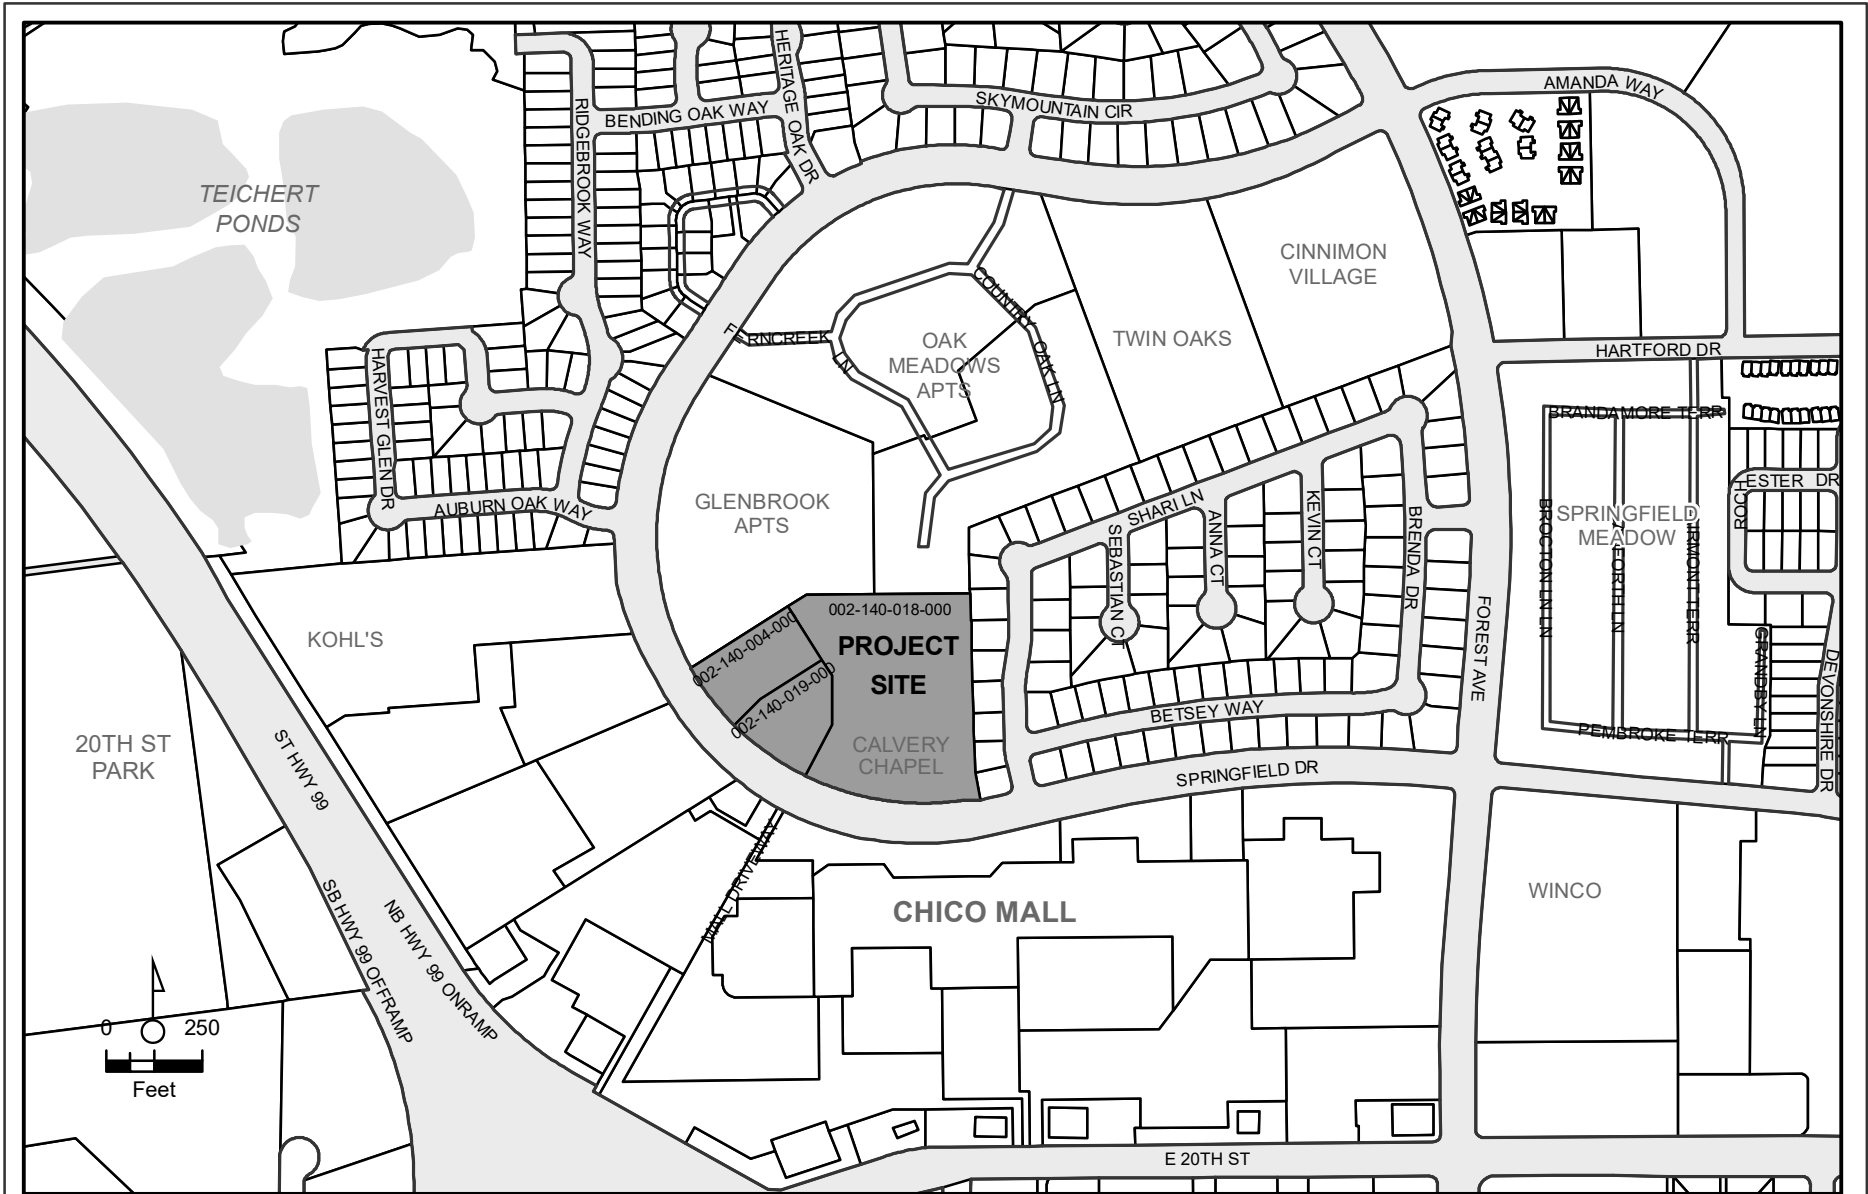 HERITAGE OAK DR
AMANDA WAY
SKYMOUNTAIN CIR
BENDING OAK WAY
RIDGEBROOK WAY
TEICHERT
PONDS
CINNIMON
VILLAGE
COUNTRY OAK LN
FERNCREEK LN
OAK
MEADOWS
APTS
TWIN OAKS
HARTFORD DR
HARVEST GLEN DR
BRANDAMORE TERR
GLENBROOK
APTS
AUBURN OAK WAY
SHARI LN
ANNA CT
KEVIN CT
SEBASTIAN CT
BRENDA DR
ROCHESTER DR
SPRINGFIELD
MEADOW
BROCTON LN
FOREST AVE
GRANDBY LN
DEVONSHIRE DR
002-140-018-000
002-140-004-000
002-140-019-000
PROJECT
SITE
KOHL'S
CALVERY
CHAPEL
BETSEY WAY
PEMBROKE TERR
20TH ST
PARK
ST HWY 99
SPRINGFIELD DR
MALL DRIVEWAY
CHICO MALL
WINCO
SB HWY 99 OFFRAMP
NB HWY 99 ONRAMP
0 250
Feet
E 20TH ST